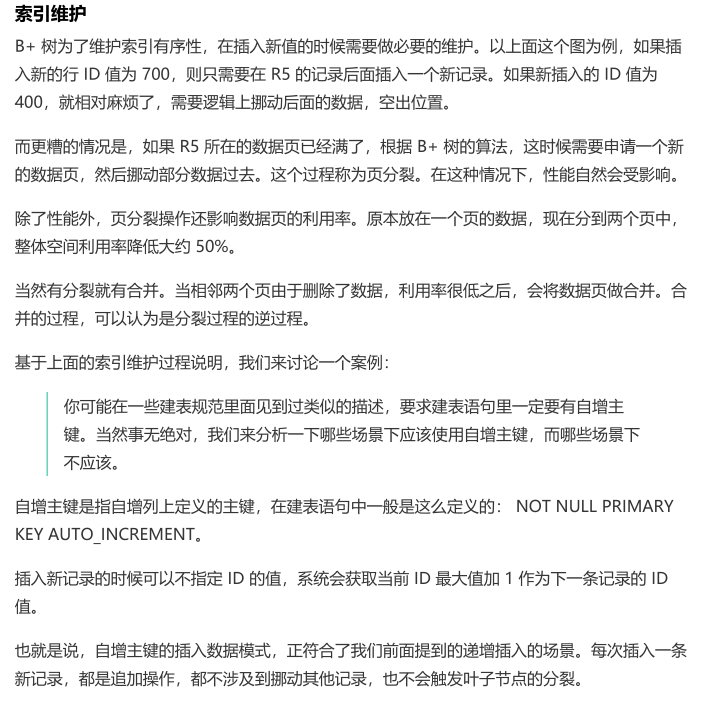 索引维护
B+ 树为了维护索引有序性，在插入新值的时候需要做必要的维护。以上面这个图为例，如果插
入新的行 ID 值为 700，则只需要在 R5 的记录后面插入一个新记录。如果新插入的 ID 值为
400，就相对麻烦了，需要逻辑上挪动后面的数据，空出位置。
而更糟的情况是，如果 R5 所在的数据页已经满了，根据 B+ 树的算法，这时候需要申请一个新
的数据页，然后挪动部分数据过去。这个过程称为页分裂。在这种情况下，性能自然会受影响。
除了性能外，页分裂操作还影响数据页的利用率。原本放在一个页的数据，现在分到两个页中，
整体空间利用率降低大约 50%。
当然有分裂就有合并。当相邻两个页由于删除了数据，利用率很低之后，会将数据页做合并。合
并的过程，可以认为是分裂过程的逆过程。
基于上面的索引维护过程说明，我们来讨论一个案例：
你可能在一些建表规范里面见到过类似的描述，要求建表语句里一定要有自增主
键。当然事无绝对，我们来分析一下哪些场景下应该使用自增主键，而哪些场景下
不应该。
自增主键是指自增列上定义的主键，在建表语句中一般是这么定义的： NOT NULL PRIMARY
KEY AUTO_INCREMENT。
插入新记录的时候可以不指定 ID 的值，系统会获取当前 ID 最大值加 1 作为下一条记录的 ID
值。
也就是说，自增主键的插入数据模式，正符合了我们前面提到的递增插入的场景。每次插入一条
新记录，都是追加操作，都不涉及到挪动其他记录，也不会触发叶子节点的分裂。